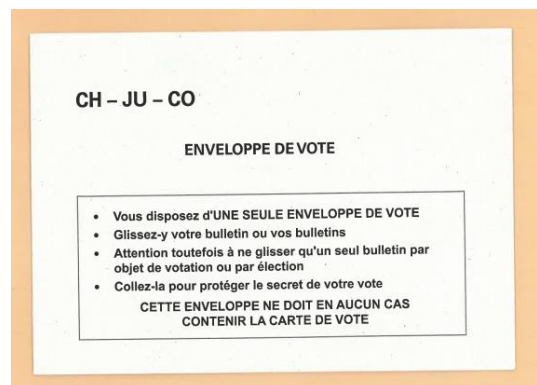 CH – JU – CO
ENVELOPPE DE VOTE
• Vous disposez d'UNE SEULE ENVELOPPE DE VOTE
• Glissez-y votre bulletin ou vos bulletins
• Attention toutefois à ne glisser qu'un seul bulletin par
objet de votation ou par élection
• Collez-la pour protéger le secret de votre vote
CETTE ENVELOPPE NE DOIT EN AUCUN CAS
CONTENIR LA CARTE DE VOTE